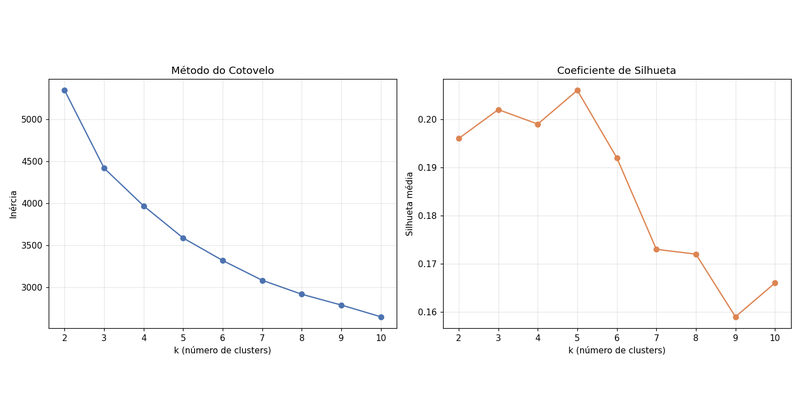 Método do Cotovelo
Inércia
5000
4500
4000
3500
3000
2 3 4 5 6 7 8 9 10
k (número de clusters)
Coeficiente de Silhueta
Silhueta média
0.20
0.19
0.18
0.17
0.16
2 3 4 5 6 7 8 9 10
k (número de clusters)